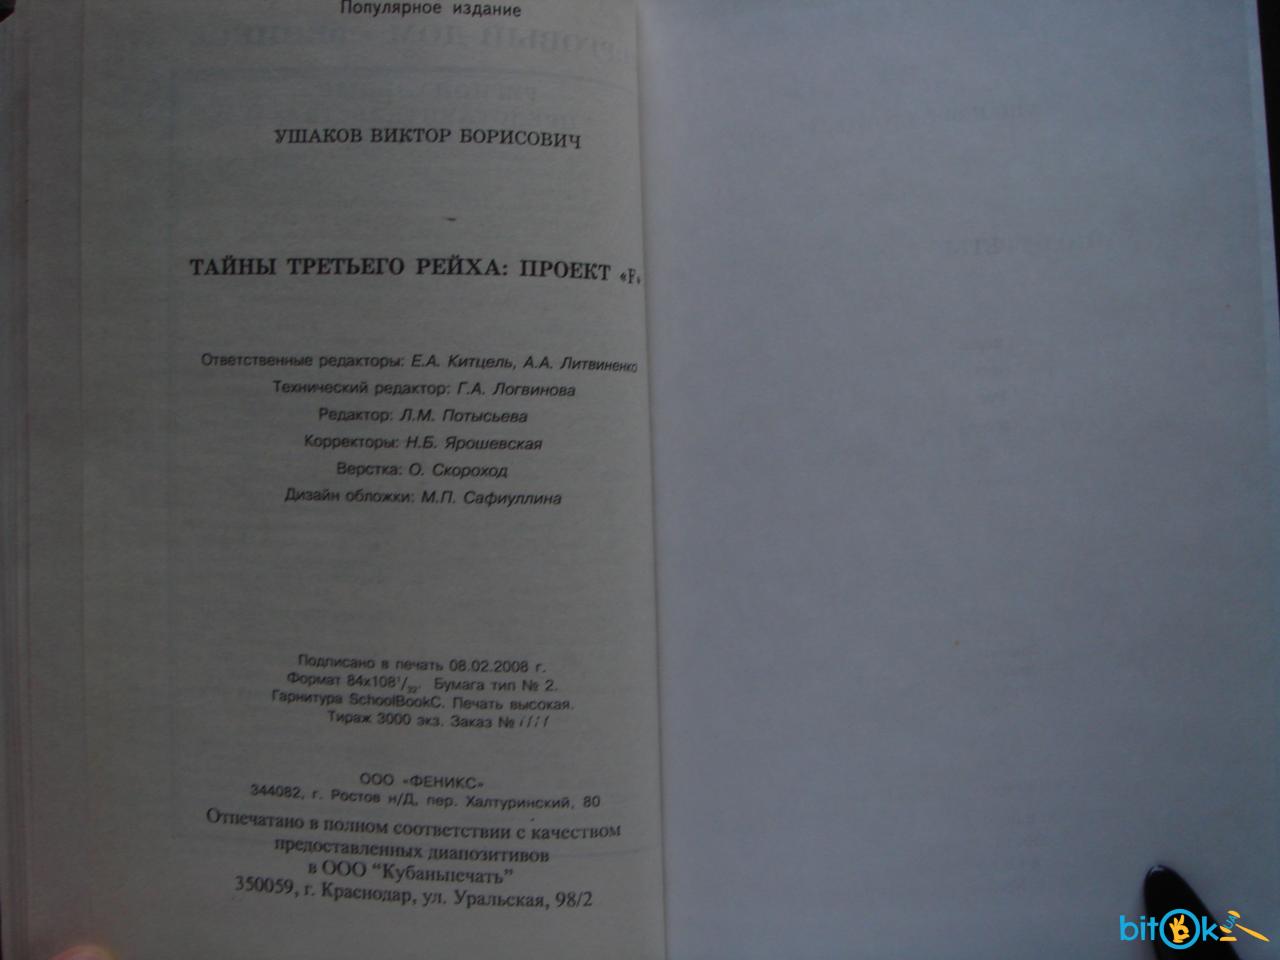 Популярное издание
УШАКОВ ВИКТОР БОРИСОВИЧ
ТАЙНЫ ТРЕТЬЕГО РЕЙХА: ПРОЕКТ «F»
Ответственные редакторы: Е.А. Китцель, А.А. Литвиненко
Технический редактор: Г.А. Логвинова
Редактор: Л.М. Потысьева
Корректоры: Н.Б. Ярошевская
Верстка: О. Скороход
Дизайн обложки: М.П. Сафиуллина
Подписано в печать 08.02.2008 г.
Формат 84х108¹/₃₂. Бумага тип № 2.
Гарнитура SchoolBookC. Печать высокая.
Тираж 3000 экз. Заказ №
ООО «ФЕНИКС»
344082, г. Ростов н/Д, пер. Халтуринский, 80
Отпечатано в полном соответствии с качеством
предоставленных диапозитивов
в ООО "Кубаньпечать"
350059, г. Краснодар, ул. Уральская, 98/2
bitOk UA